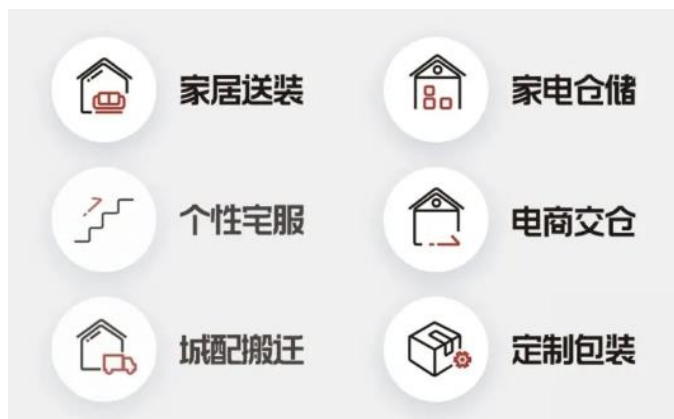 家居送装
家电仓储
个性宅服
电商交仓
城配搬迁
定制包装